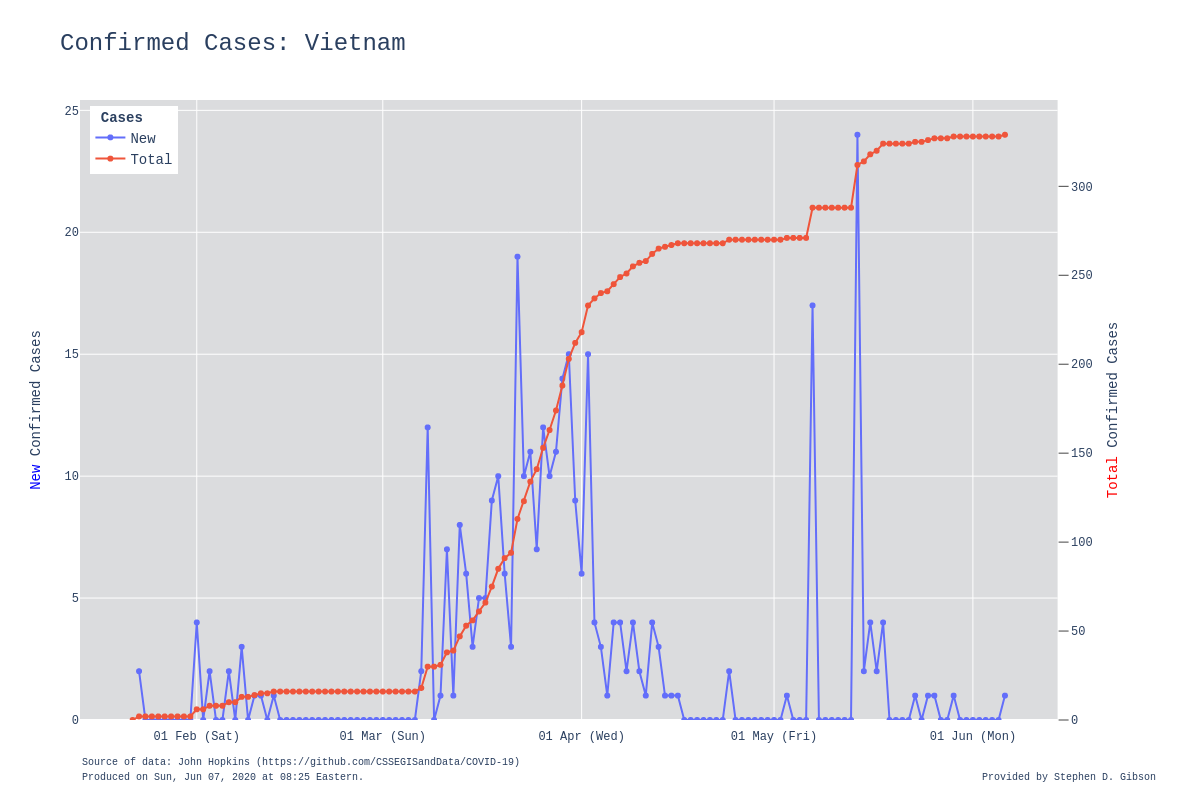 Confirmed Cases: Vietnam
Cases
New
Total
25
20
15
10
5
0
300
250
200
150
100
50
0
New Confirmed Cases
Total Confirmed Cases
01 Feb (Sat)
01 Mar (Sun)
01 Apr (Wed)
01 May (Fri)
01 Jun (Mon)
Source of data: John Hopkins (https://github.com/CSSEGISandData/COVID-19)
Produced on Sun, Jun 07, 2020 at 08:25 Eastern.
Provided by Stephen D. Gibson